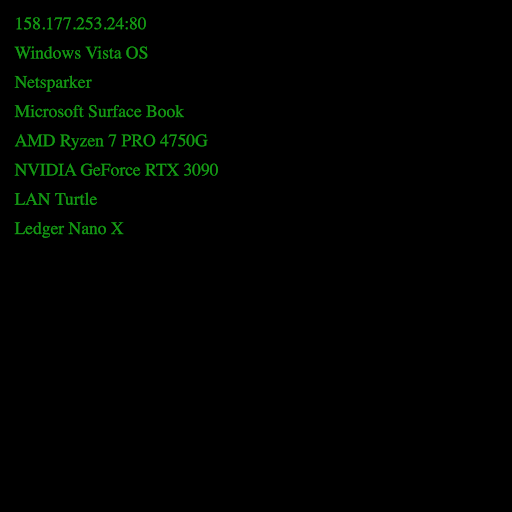 158.177.253.24:80
Windows Vista OS
Netsparker
Microsoft Surface Book
AMD Ryzen 7 PRO 4750G
NVIDIA GeForce RTX 3090
LAN Turtle
Ledger Nano X